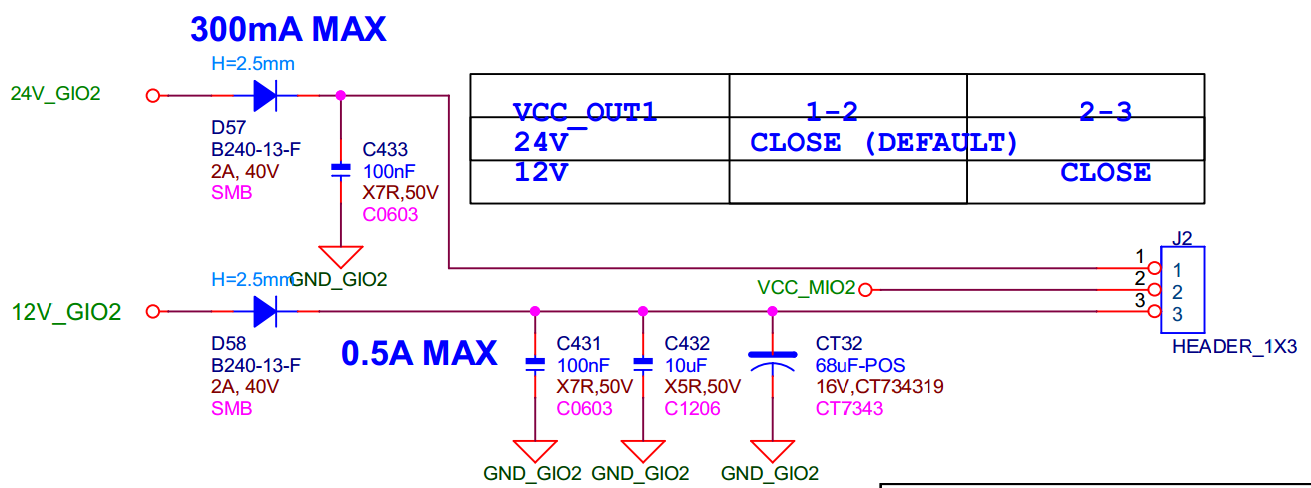 300mA MAX
H=2.5mm
24V_GIO2
D57
B240-13-F
2A, 40V
SMB
C433
100nF
X7R,50V
C0603
GND_GIO2
VCC_OUT1 1-2 2-3
24V CLOSE (DEFAULT)
12V CLOSE
J2
1 1
VCC_MIO2 2 2
3 3
HEADER_1X3
H=2.5mm
12V_GIO2
D58
B240-13-F
2A, 40V
SMB
0.5A MAX
C431
100nF
X7R,50V
C0603
GND_GIO2
C432
10uF
X5R,50V
C1206
GND_GIO2
CT32
68uF-POS
16V,CT734319
CT7343
GND_GIO2